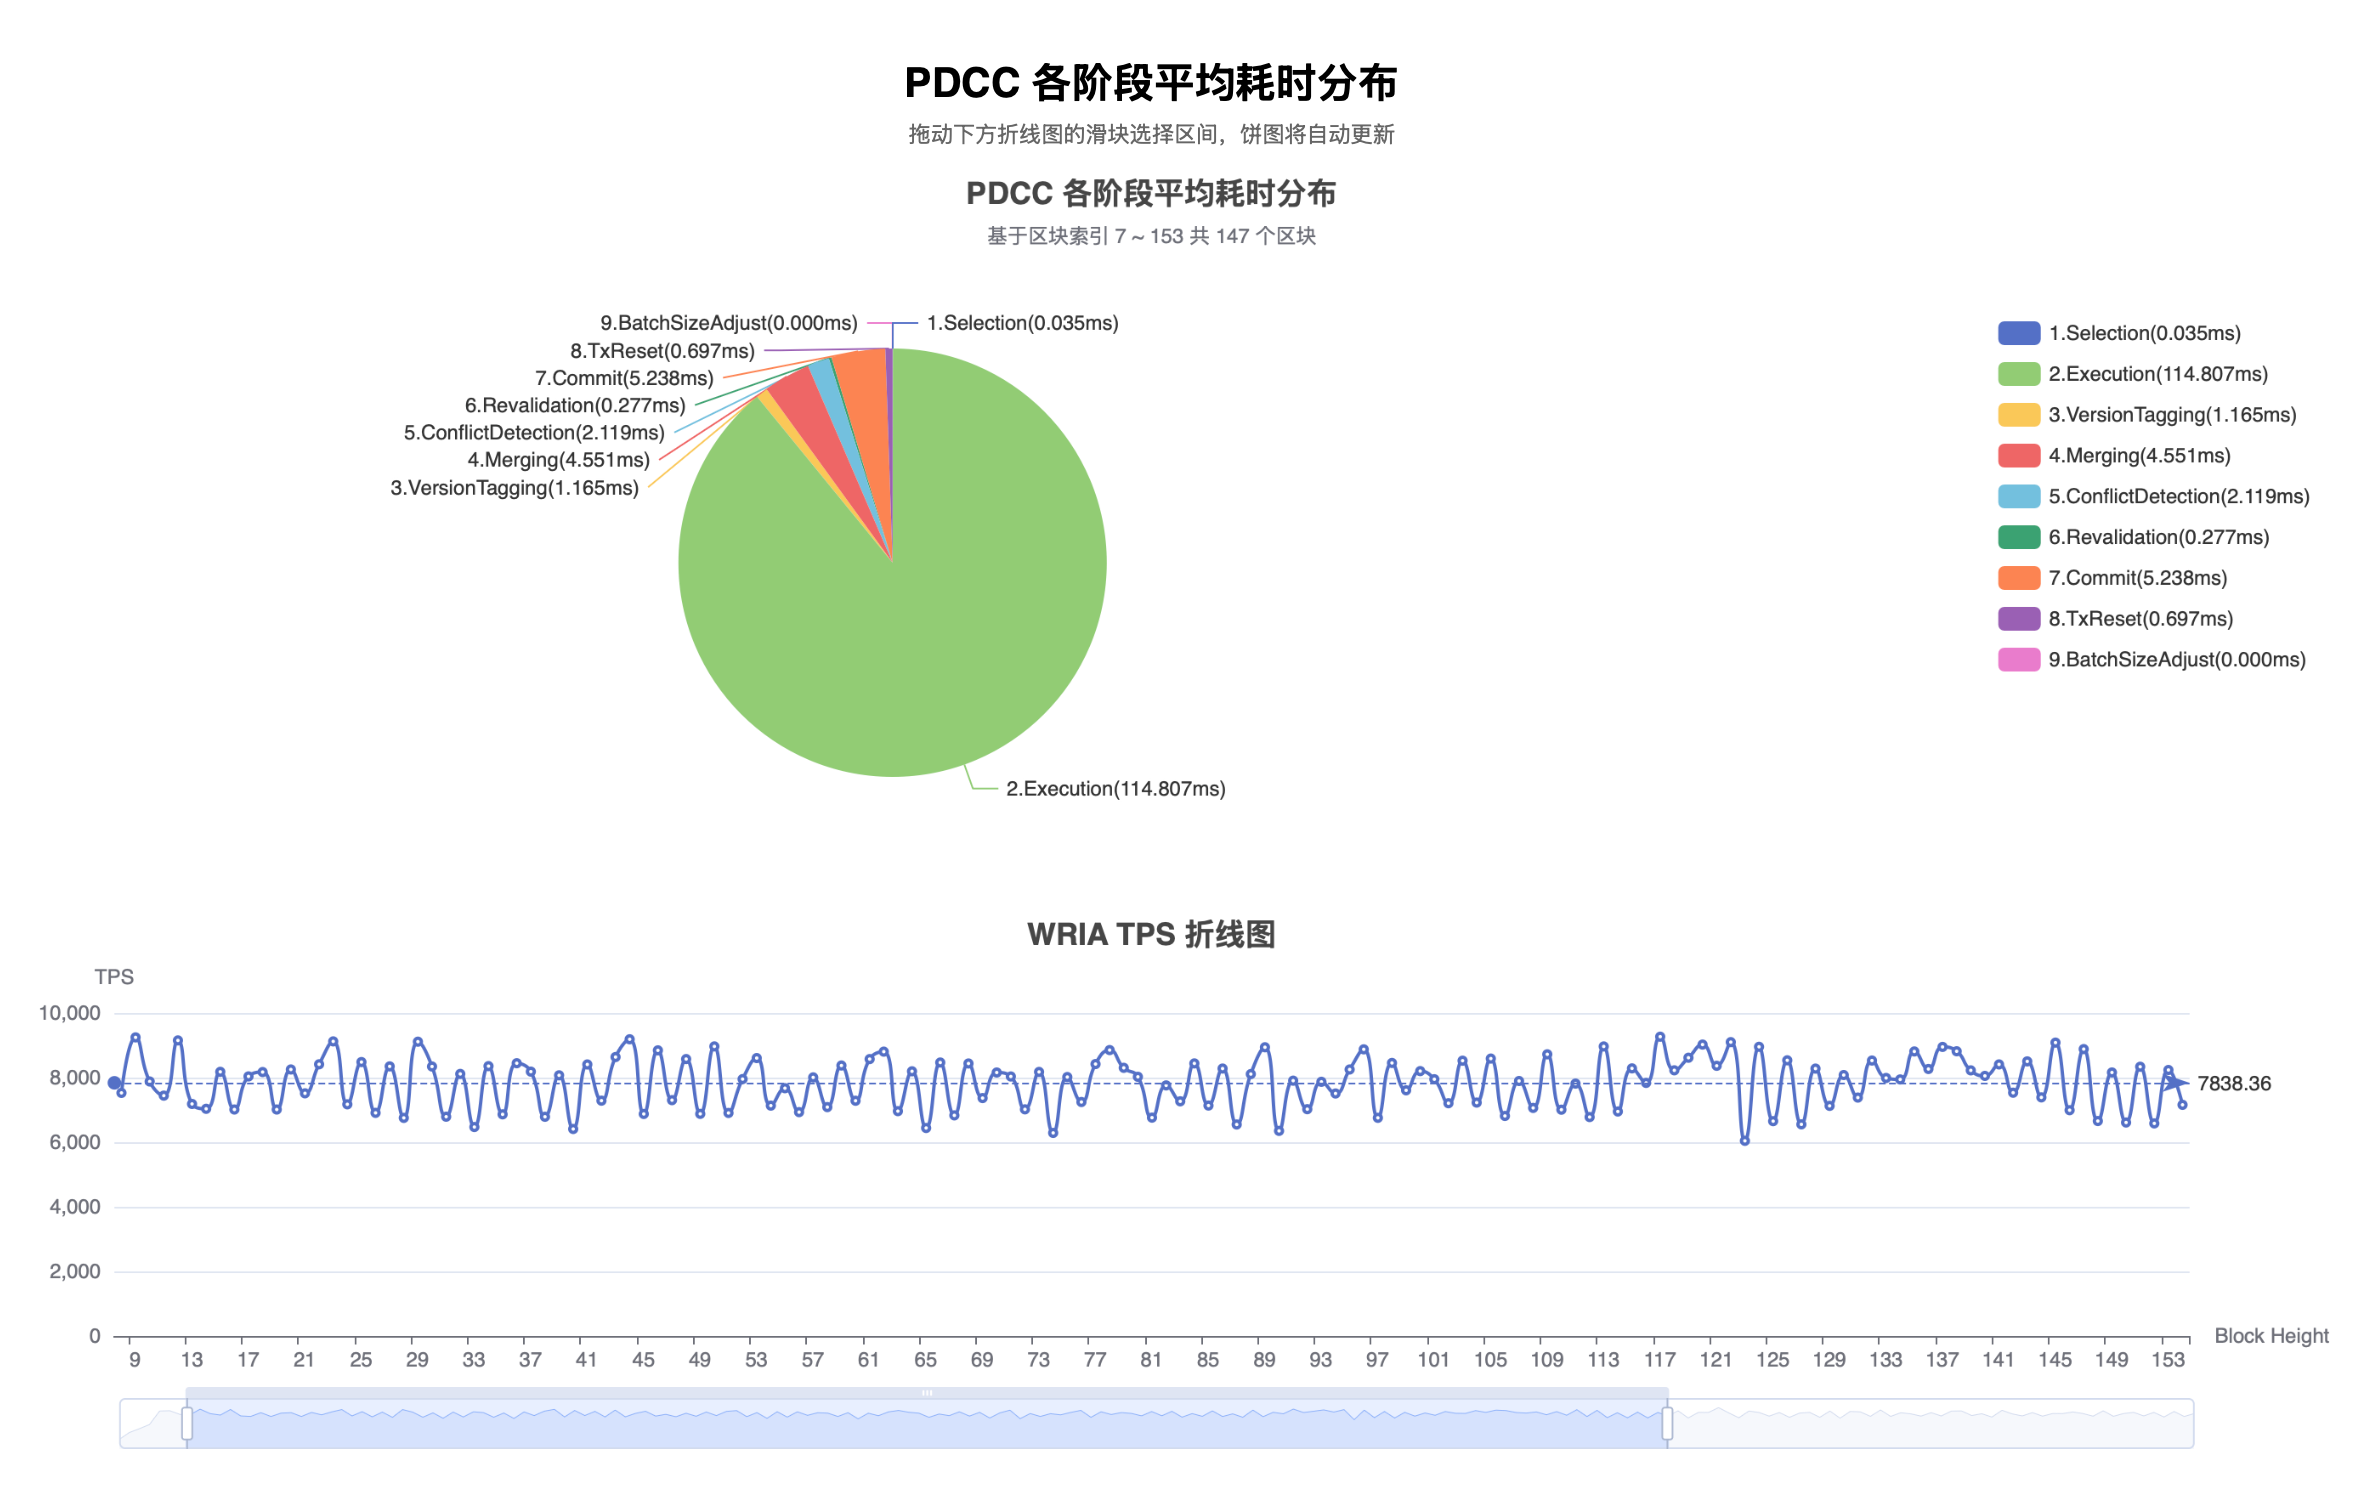 PDCC 各阶段平均耗时分布
拖动下方折线图的滑块选择区间，饼图将自动更新
PDCC 各阶段平均耗时分布
基于区块索引 7 ~ 153 共 147 个区块
9.BatchSizeAdjust(0.000ms)
1.Selection(0.035ms)
8.TxReset(0.697ms)
7.Commit(5.238ms)
6.Revalidation(0.277ms)
5.ConflictDetection(2.119ms)
4.Merging(4.551ms)
3.VersionTagging(1.165ms)
2.Execution(114.807ms)
1.Selection(0.035ms)
2.Execution(114.807ms)
3.VersionTagging(1.165ms)
4.Merging(4.551ms)
5.ConflictDetection(2.119ms)
6.Revalidation(0.277ms)
7.Commit(5.238ms)
8.TxReset(0.697ms)
9.BatchSizeAdjust(0.000ms)
WRIA TPS 折线图
TPS
10,000
8,000
6,000
4,000
2,000
0
7838.36
9 13 17 21 25 29 33 37 41 45 49 53 57 61 65 69 73 77 81 85 89 93 97 101 105 109 113 117 121 125 129 133 137 141 145 149 153
Block Height